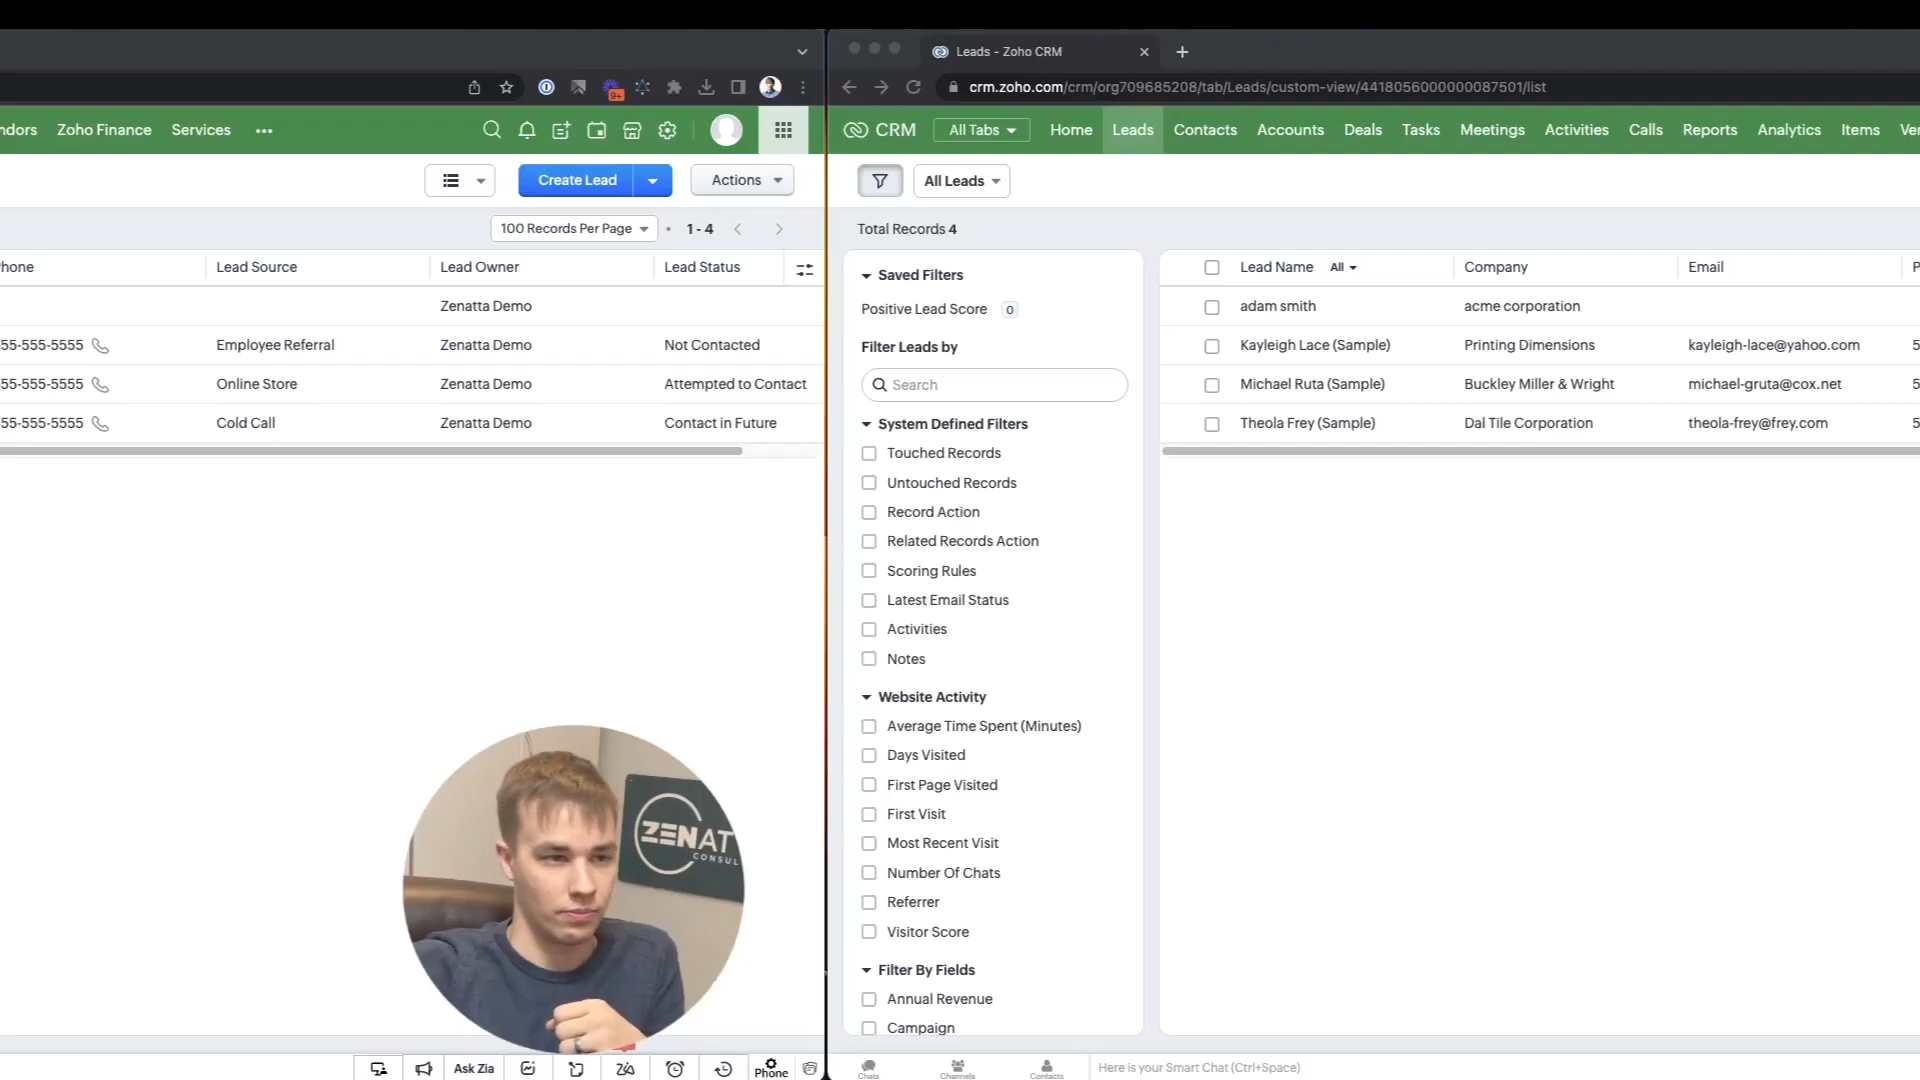 Leads - Zoho CRM
9+
crm.zoho.com/crm/org709685208/tab/Leads/custom-view/4418056000000087501/list
ndors Zoho Finance Services
CRM All Tabs Home Leads Contacts Accounts Deals Tasks Meetings Activities Calls Reports Analytics Items Ve
Create Lead Actions
All Leads
100 Records Per Page • 1 - 4
Total Records 4
hone Lead Source Lead Owner Lead Status
Zenatta Demo
55-555-5555 Employee Referral Zenatta Demo Not Contacted
55-555-5555 Online Store Zenatta Demo Attempted to Contact
55-555-5555 Cold Call Zenatta Demo Contact in Future
Saved Filters
Positive Lead Score 0
Filter Leads by
Search
System Defined Filters
Touched Records
Untouched Records
Record Action
Related Records Action
Scoring Rules
Latest Email Status
Activities
Notes
Website Activity
Average Time Spent (Minutes)
Days Visited
First Page Visited
First Visit
Most Recent Visit
Number Of Chats
Referrer
Visitor Score
Filter By Fields
Annual Revenue
Campaign
Lead Name All Company Email P
adam smith acme corporation
Kayleigh Lace (Sample) Printing Dimensions kayleigh-lace@yahoo.com 5
Michael Ruta (Sample) Buckley Miller & Wright michael-gruta@cox.net 5
Theola Frey (Sample) Dal Tile Corporation theola-frey@frey.com 5
ZENAT
CONSUL
Ask Zia Phone
Chats Channels Contacts Here is your Smart Chat (Ctrl+Space)